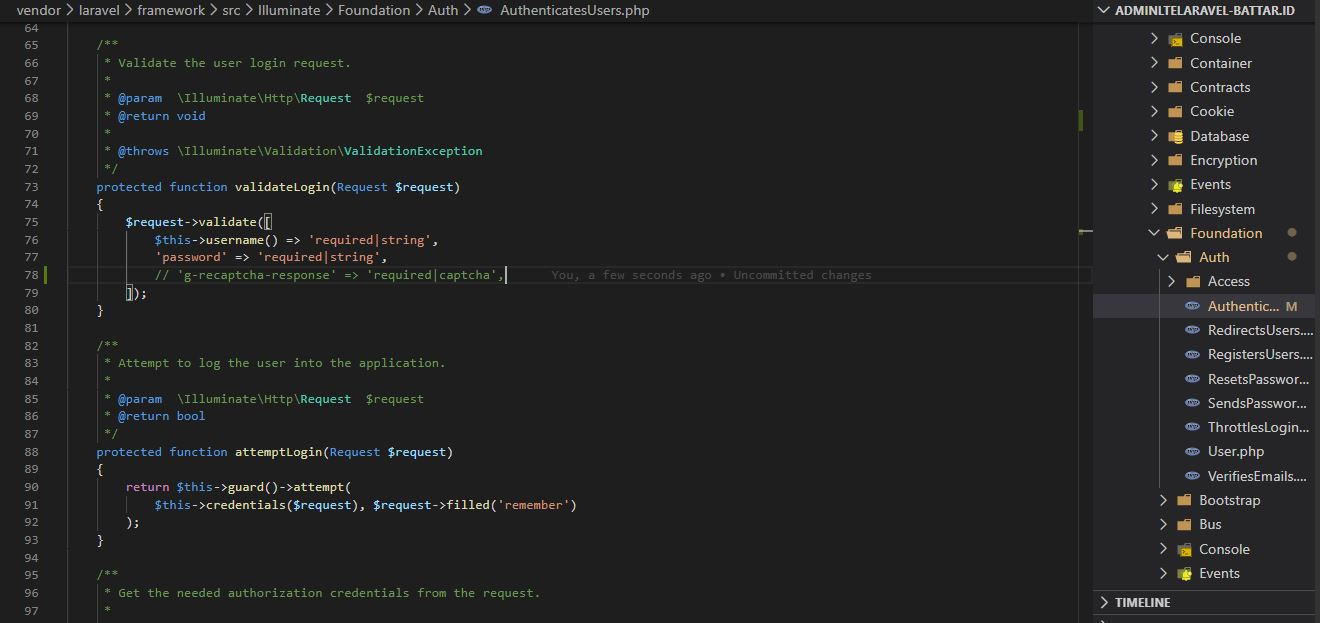 vendor > laravel > framework > src > Illuminate > Foundation > Auth > AuthenticatesUsers.php
64
65 /**
66 * Validate the user login request.
67 *
68 * @param \Illuminate\Http\Request $request
69 * @return void
70 *
71 * @throws \Illuminate\Validation\ValidationException
72 */
73 protected function validateLogin(Request $request)
74 {
75 $request->validate([
76 $this->username() => 'required|string',
77 'password' => 'required|string',
78 // 'g-recaptcha-response' => 'required|captcha', You, a few seconds ago • Uncommitted changes
79 ]);
80 }
81
82 /**
83 * Attempt to log the user into the application.
84 *
85 * @param \Illuminate\Http\Request $request
86 * @return bool
87 */
88 protected function attemptLogin(Request $request)
89 {
90 return $this->guard()->attempt(
91 $this->credentials($request), $request->filled('remember')
92 );
93 }
94
95 /**
96 * Get the needed authorization credentials from the request.
97 *
ADMINLTELARAVEL-BATTAR.ID
Console
Container
Contracts
Cookie
Database
Encryption
Events
Filesystem
Foundation
Auth
Access
Authentic... M
RedirectsUsers....
RegistersUsers....
ResetsPasswor...
SendsPasswor...
ThrottlesLogin...
User.php
VerifiesEmails....
Bootstrap
Bus
Console
Events
TIMELINE